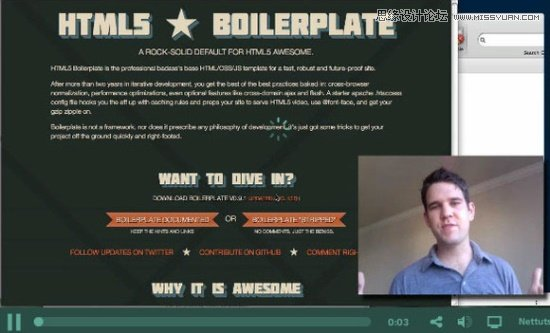 思缘设计论坛 WWW.MISSYUAN.COM
HTML5 ★ BOILERPLATE
A ROCK-SOLID DEFAULT FOR HTML5 AWESOME.
HTML5 Boilerplate is the professional badass's base HTML/CSS/JS template for a fast, robust and future-proof site.
After more than two years in iterative development, you get the best of the best practices baked in: cross-browser
normalization, performance optimizations, even optional features like cross-domain ajax and flash. A starter apache .htaccess
config file hooks you the eff up with caching rules and preps your site to serve HTML5 video, use @font-face, and get your
gzip zipple on.
Boilerplate is not a framework, nor does it prescribe any philosophy of development, it's just got some tricks to get your
project off the ground quickly and right-footed.
WANT TO DIVE IN?
DOWNLOAD BOILERPLATE V0.9.1
BOILERPLATE DOCUMENTED OR BOILERPLATE "STRIPPED"
KEEP THE HINTS AND LINKS NO COMMENTS, JUST THE BEN33S.
FOLLOW UPDATES ON TWITTER ★ CONTRIBUTE ON GITHUB ★ COMMENT RIGH
WHY IT IS AWESOME
0:03 Nettuts